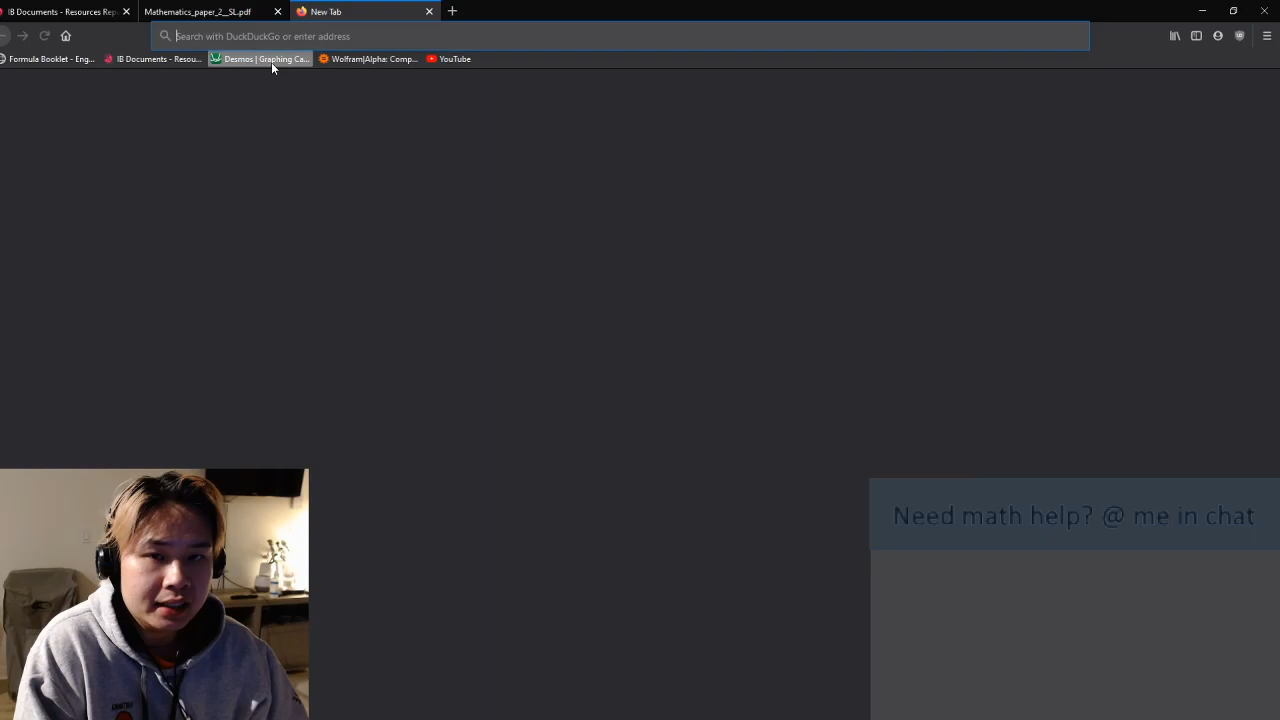 IB Documents - Resources Rep
Mathematics_paper_2__SL.pdf
New Tab
Search with DuckDuckGo or enter address
Formula Booklet - Eng...
IB Documents - Resou...
Desmos | Graphing Ca...
Wolfram|Alpha: Comp...
YouTube
Need math help? @ me in chat